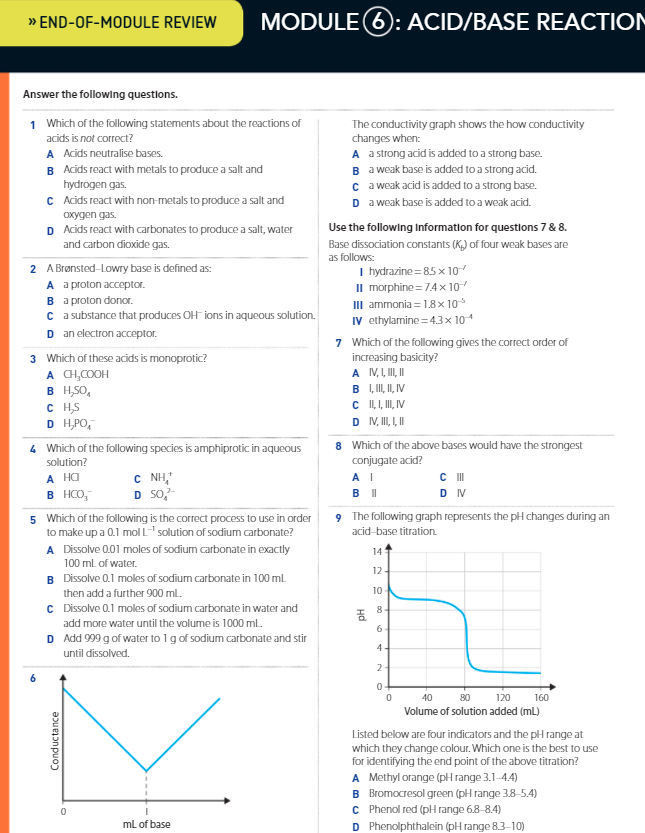 » END-OF-MODULE REVIEW
MODULE 6: ACID/BASE REACTION
Answer the following questions.
1 Which of the following statements about the reactions of
acids is not correct?
A Acids neutralise bases.
B Acids react with metals to produce a salt and
hydrogen gas.
C Acids react with non-metals to produce a salt and
oxygen gas.
D Acids react with carbonates to produce a salt, water
and carbon dioxide gas.
2 A Brønsted–Lowry base is defined as:
A a proton acceptor.
B a proton donor.
C a substance that produces OH⁻ ions in aqueous solution.
D an electron acceptor.
3 Which of these acids is monoprotic?
A CH₃COOH
B H₂SO₄
C H₂S
D H₂PO₄⁻
4 Which of the following species is amphiprotic in aqueous
solution?
A HCl
B HCO₃⁻
C NH₄⁺
D SO₄²⁻
5 Which of the following is the correct process to use in order
to make up a 0.1 mol L⁻¹ solution of sodium carbonate?
A Dissolve 0.01 moles of sodium carbonate in exactly
100 mL of water.
B Dissolve 0.1 moles of sodium carbonate in 100 mL
then add a further 900 mL.
C Dissolve 0.1 moles of sodium carbonate in water and
add more water until the volume is 1000 mL.
D Add 999 g of water to 1 g of sodium carbonate and stir
until dissolved.
6
Conductance
0
1
mL of base
The conductivity graph shows the how conductivity
changes when:
A a strong acid is added to a strong base.
B a weak base is added to a strong acid.
C a weak acid is added to a strong base.
D a weak base is added to a weak acid.
Use the following information for questions 7 & 8.
Base dissociation constants (K_b) of four weak bases are
as follows:
I hydrazine = 8.5 × 10⁻⁷
II morphine = 7.4 × 10⁻⁷
III ammonia = 1.8 × 10⁻⁵
IV ethylamine = 4.3 × 10⁻⁴
7 Which of the following gives the correct order of
increasing basicity?
A IV, I, III, II
B I, III, II, IV
C II, I, III, IV
D IV, III, I, II
8 Which of the above bases would have the strongest
conjugate acid?
A I
B II
C III
D IV
9 The following graph represents the pH changes during an
acid–base titration.
14
12
10
8
6
4
2
0
pH
0 40 80 120 160
Volume of solution added (mL)
Listed below are four indicators and the pH range at
which they change colour. Which one is the best to use
for identifying the end point of the above titration?
A Methyl orange (pH range 3.1–4.4)
B Bromocresol green (pH range 3.8–5.4)
C Phenol red (pH range 6.8–8.4)
D Phenolphthalein (pH range 8.3–10)